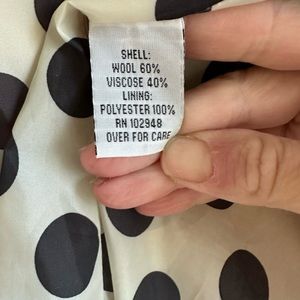 SHELL:
WOOL 60%
VISCOSE 40%
LINING:
POLYESTER 100%
RN 102948
OVER FOR CARE